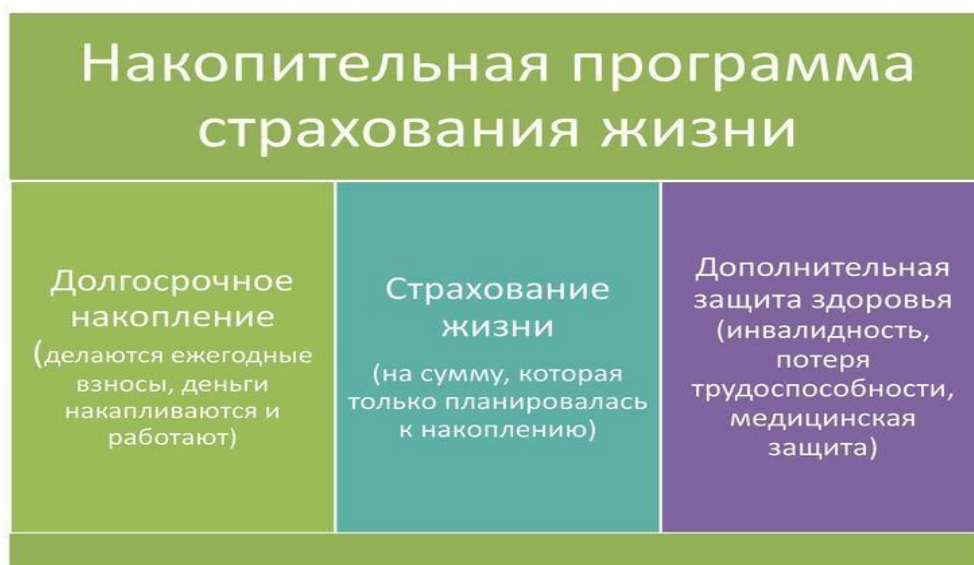 Накопительная программа
страхования жизни
Долгосрочное
накопление
(делаются ежегодные
взносы, деньги
накапливаются и
работают)
Страхование
жизни
(на сумму, которая
только планировалась
к накоплению)
Дополнительная
защита здоровья
(инвалидность,
потеря
трудоспособности,
медицинская
защита)